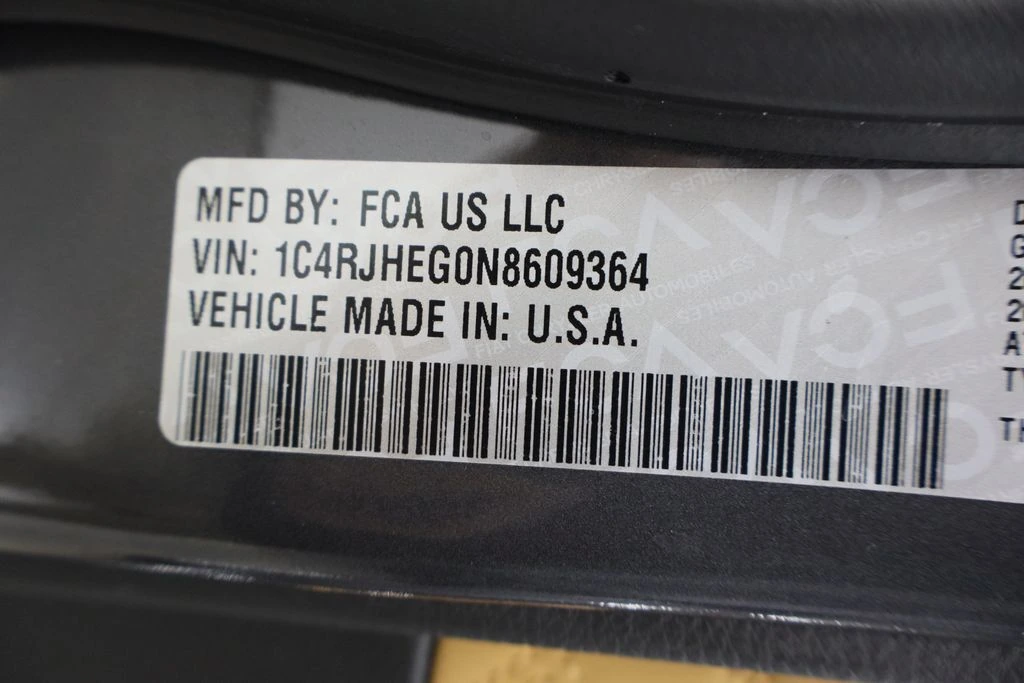 MFD BY: FCA US LLC
VIN: 1C4RJHEG0N8609364
VEHICLE MADE IN: U.S.A.